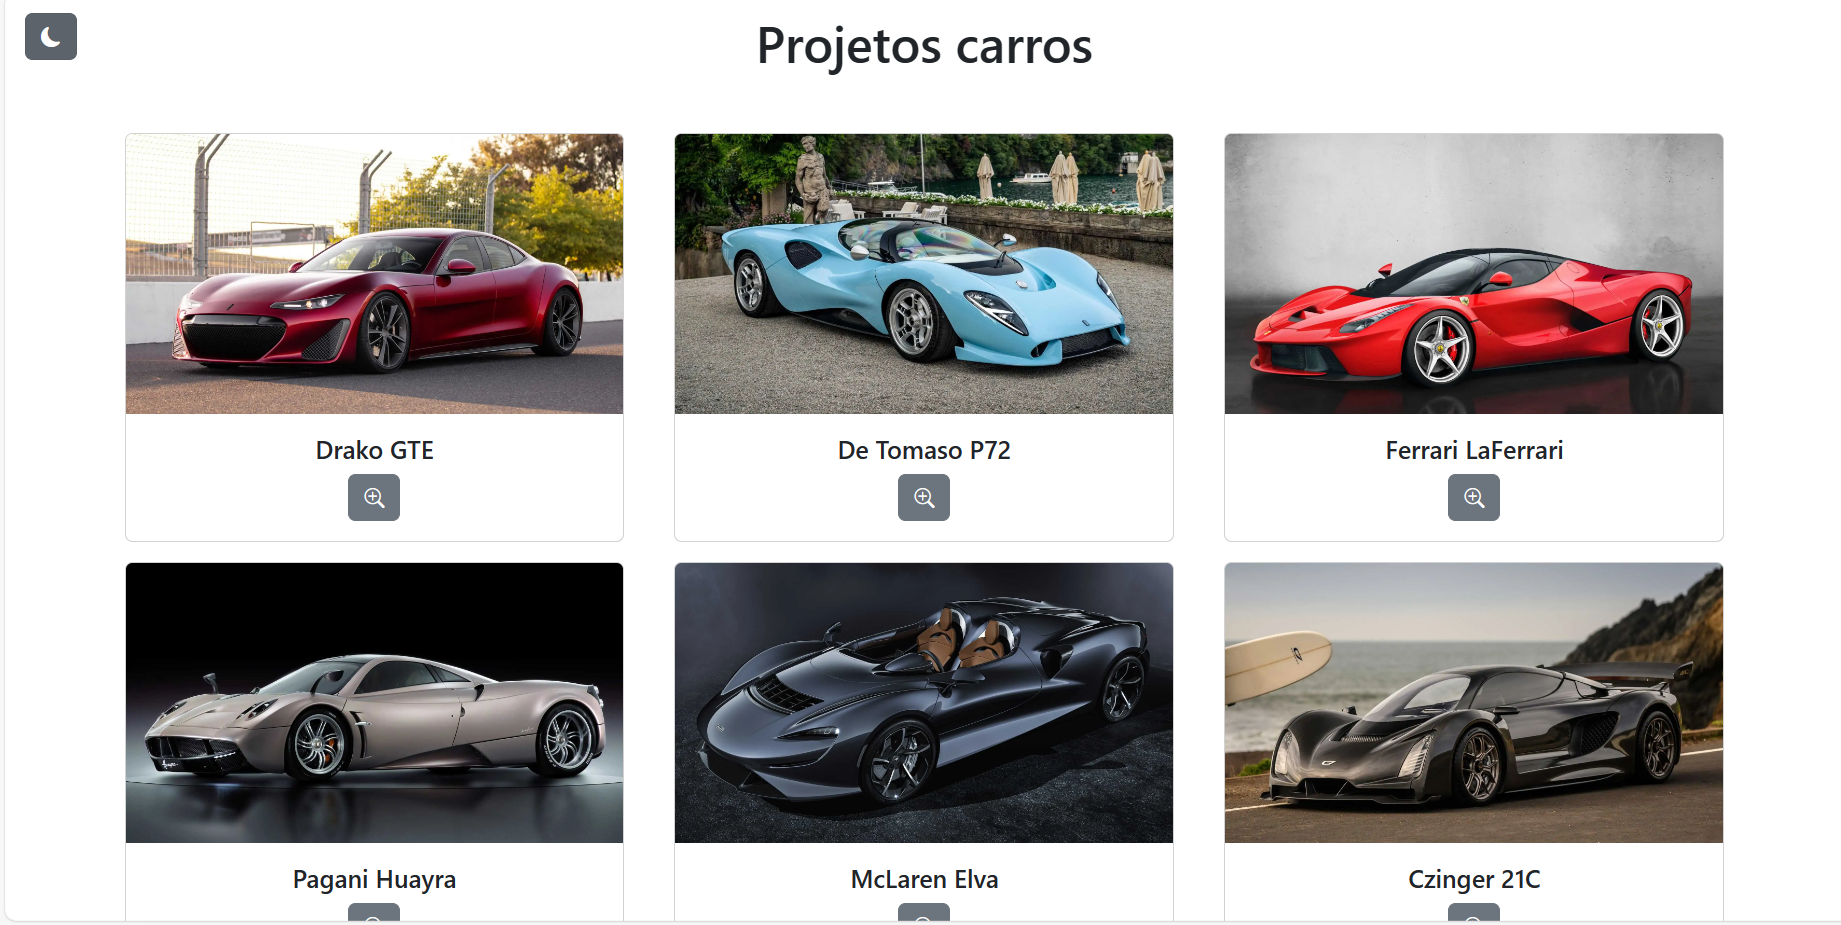 Projetos carros
Drako GTE
De Tomaso P72
Ferrari LaFerrari
Pagani Huayra
McLaren Elva
Czinger 21C